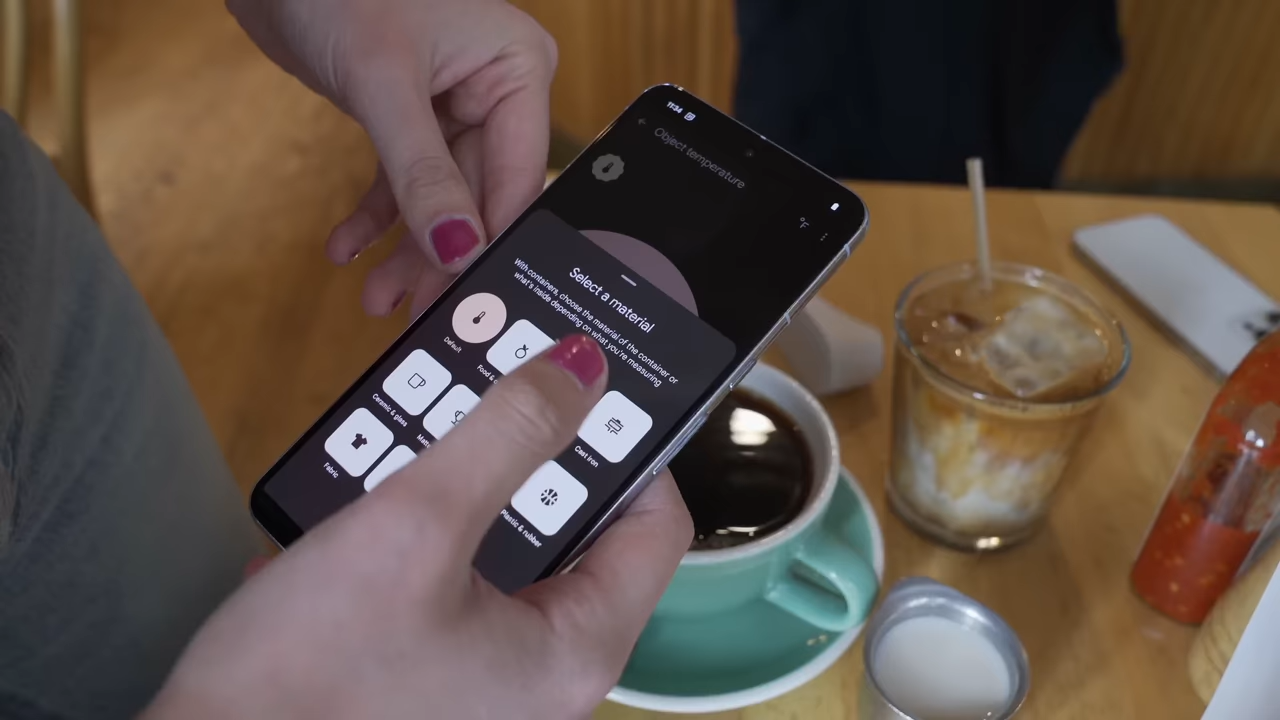 11:34
Object temperature
°F
Select a material
With containers, choose the material of the container or
what's inside depending on what you're measuring
Default
Food &
Ceramic & glass
Cast iron
Fabric
Plastic & rubber